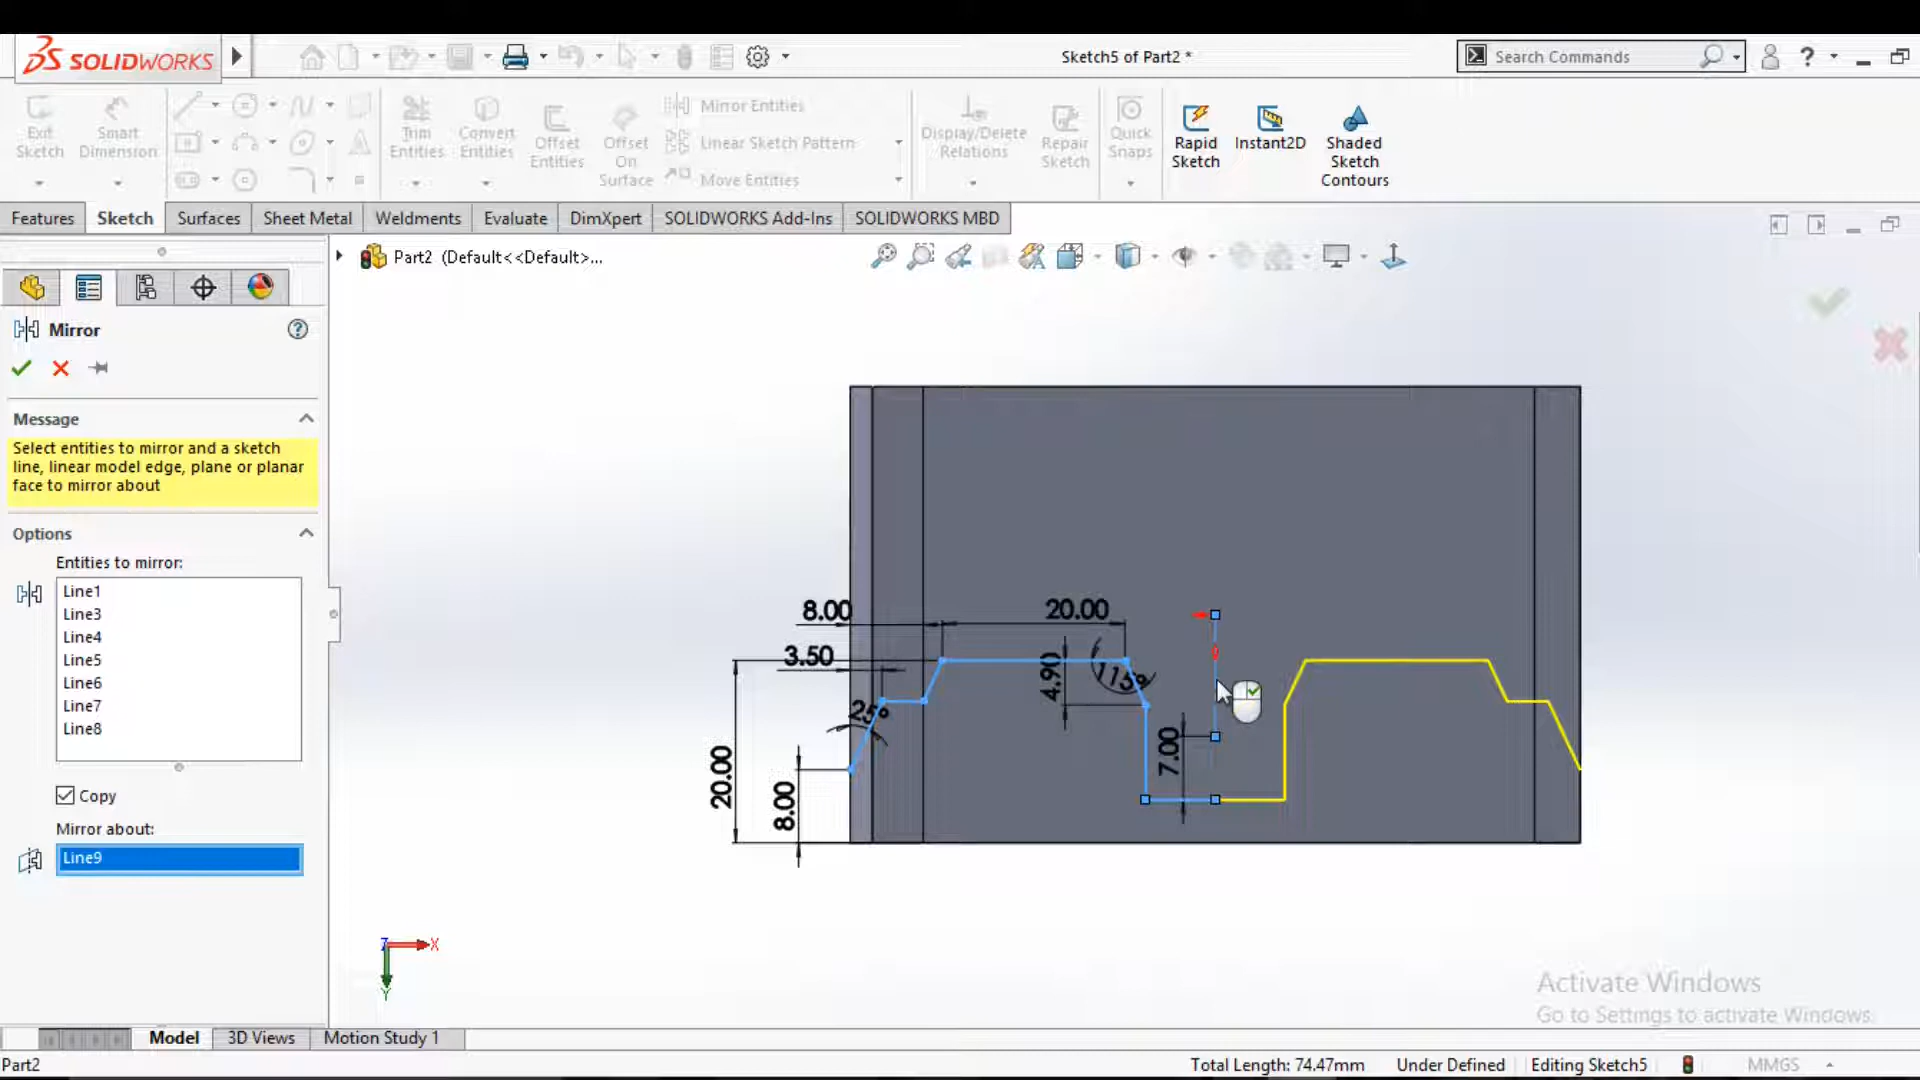 SOLIDWORKS
Sketch5 of Part2 *
Search Commands
?
Exit Sketch
Smart Dimension
Trim Entities
Convert Entities
Offset Entities
Offset On Surface
Mirror Entities
Linear Sketch Pattern
Move Entities
Display/Delete Relations
Repair Sketch
Quick Snaps
Rapid Sketch
Instant2D
Shaded Sketch Contours
Features
Sketch
Surfaces
Sheet Metal
Weldments
Evaluate
DimXpert
SOLIDWORKS Add-Ins
SOLIDWORKS MBD
Part2 (Default<<Default>...
Mirror
?
Message
Select entities to mirror and a sketch
line, linear model edge, plane or planar
face to mirror about
Options
Entities to mirror:
Line1
Line3
Line4
Line5
Line6
Line7
Line8
Copy
Mirror about:
Line9
8.00
20.00
3.50
4.90
115°
25°
7.00
20.00
8.00
Z
X
Y
Activate Windows
Go to Settings to activate Windows.
Model
3D Views
Motion Study 1
Part2
Total Length: 74.47mm
Under Defined
Editing Sketch5
MMGS